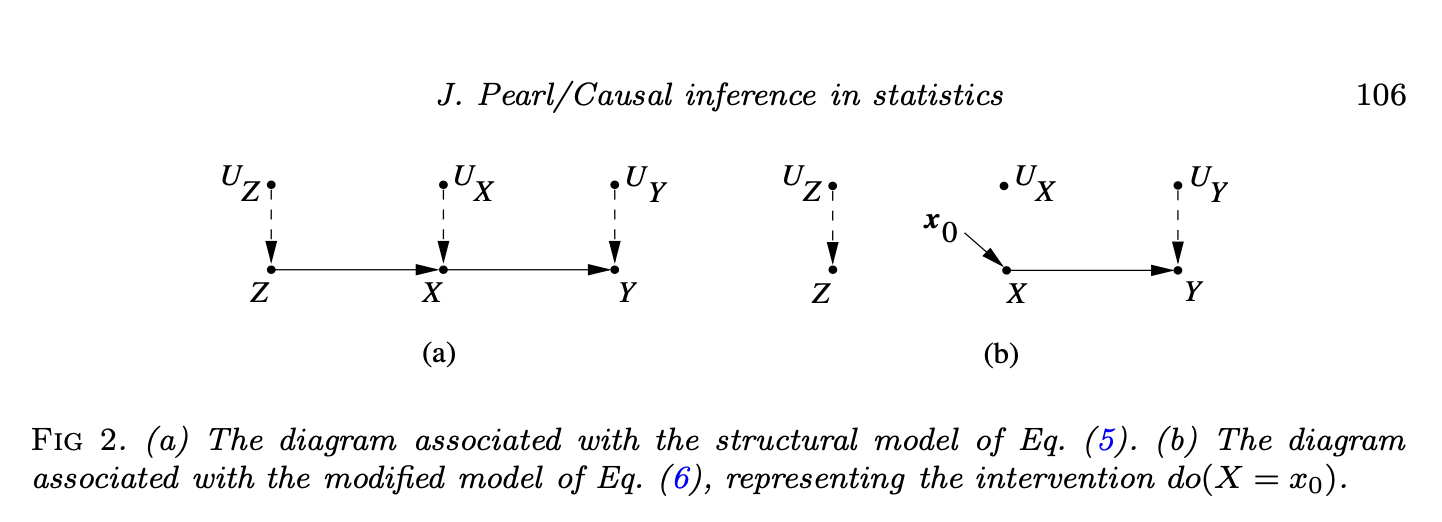 J. Pearl/Causal inference in statistics 106
U_Z U_X U_Y U_Z U_X U_Y
x_0
Z X Y Z X Y
(a) (b)
FIG 2. (a) The diagram associated with the structural model of Eq. (5). (b) The diagram
associated with the modified model of Eq. (6), representing the intervention do(X = x_0).